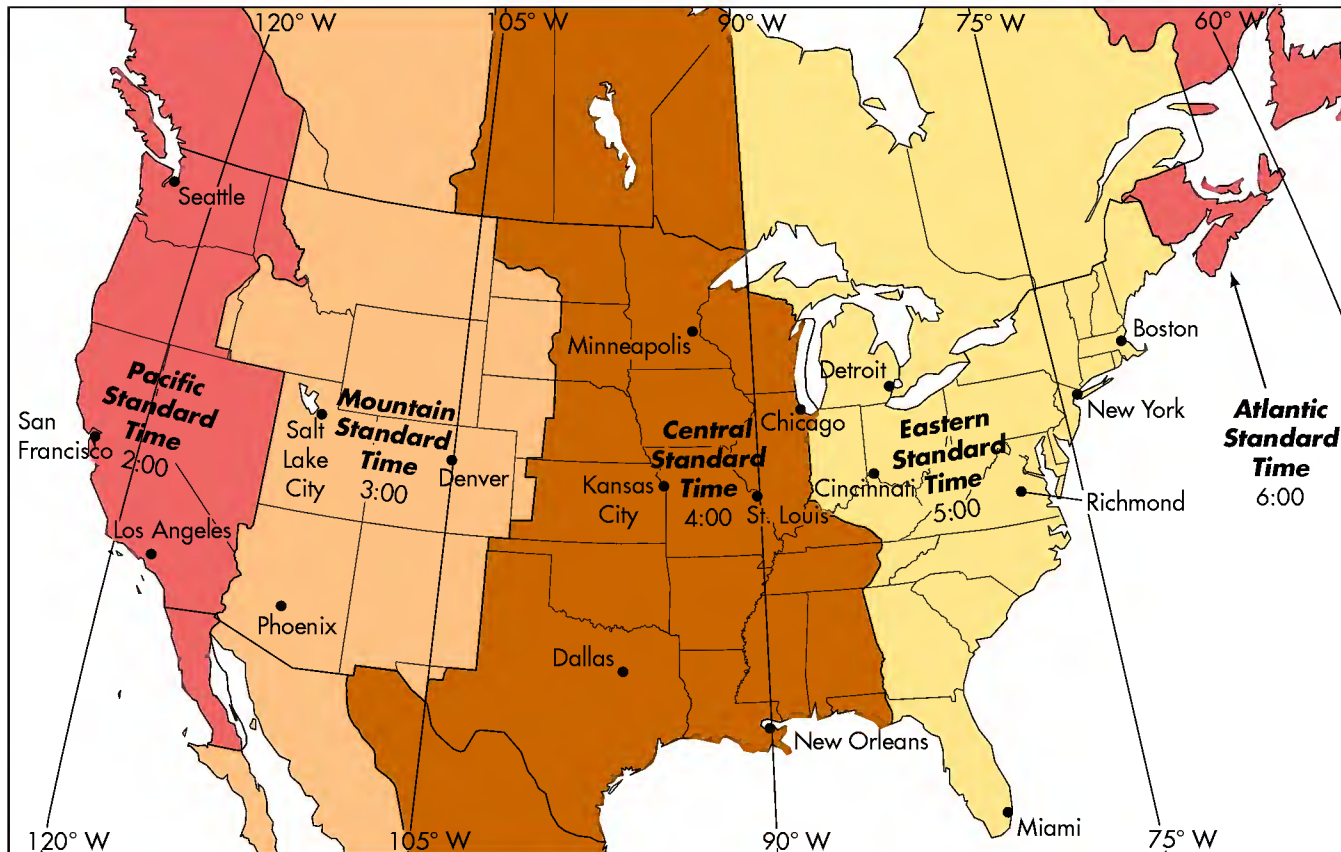 120° W
105° W
90° W
75° W
60° W
Seattle
Minneapolis
Boston
Detroit
Pacific
Standard
Time
2:00
Mountain
Standard
Time
3:00
Central
Standard
Time
4:00
Eastern
Standard
Time
5:00
Atlantic
Standard
Time
6:00
San
Francisco
Salt
Lake
City
Denver
Chicago
New York
Kansas
City
St. Louis
Cincinnati
Richmond
Los Angeles
Phoenix
Dallas
New Orleans
Miami
120° W
105° W
90° W
75° W